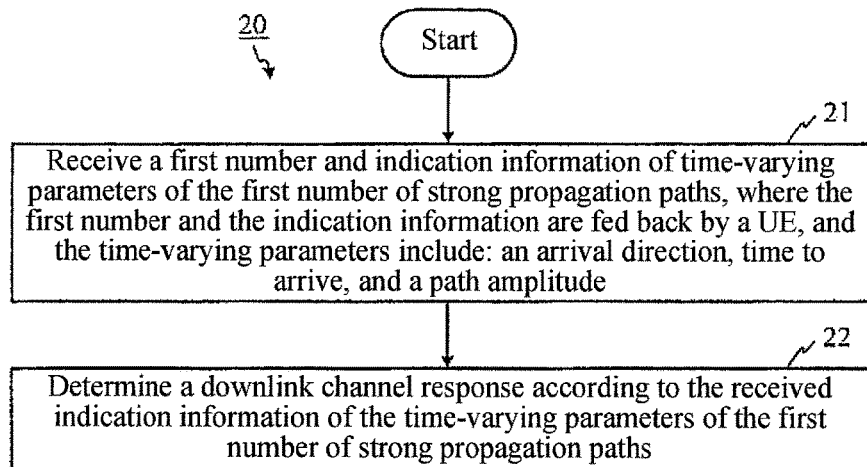 20
Start
21
Receive a first number and indication information of time-varying
parameters of the first number of strong propagation paths, where the
first number and the indication information are fed back by a UE, and
the time-varying parameters include: an arrival direction, time to
arrive, and a path amplitude
22
Determine a downlink channel response according to the received
indication information of the time-varying parameters of the first
number of strong propagation paths